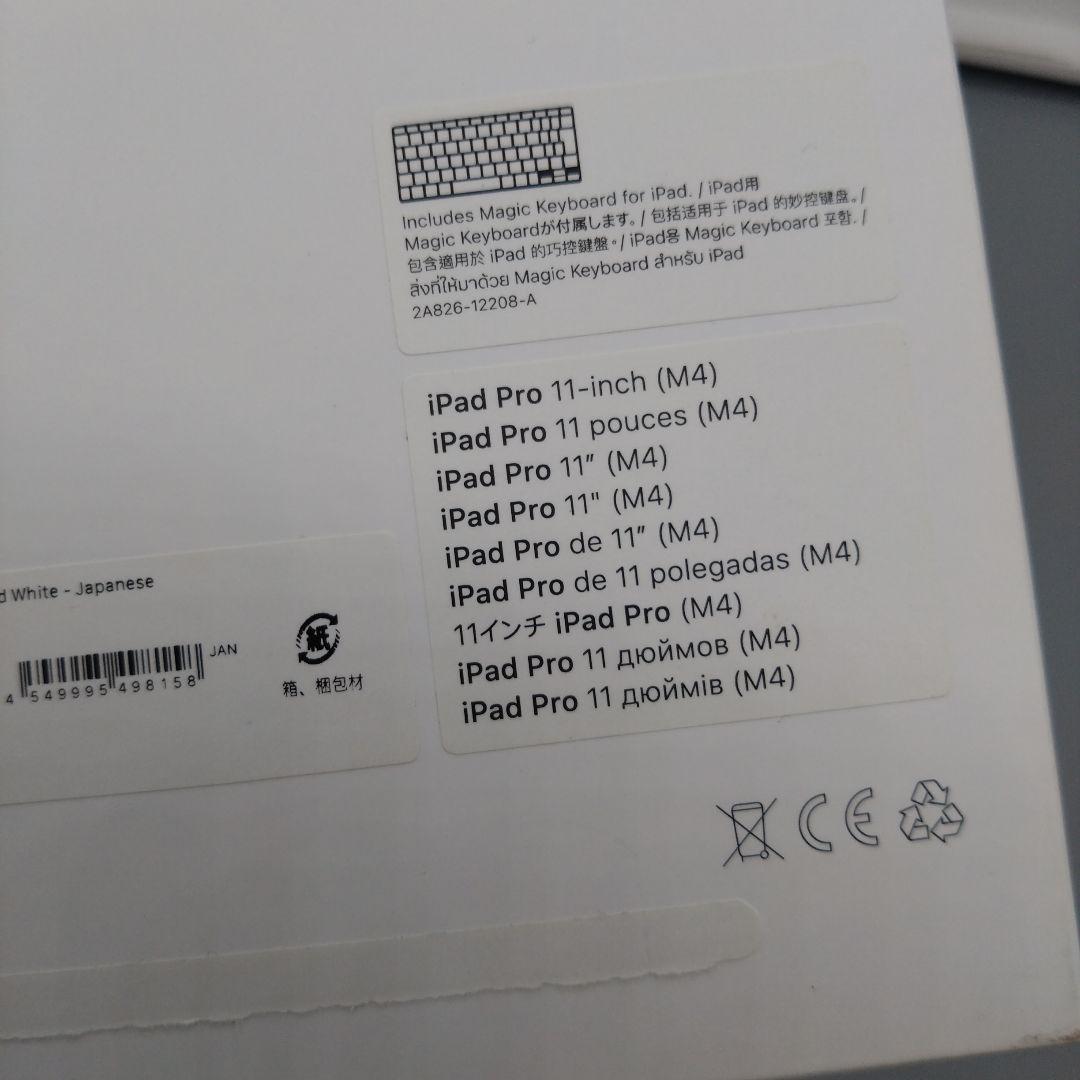 Includes Magic Keyboard for iPad. / iPad用
Magic Keyboardが付属します。/ 包括适用于 iPad 的妙控键盘。/
包含適用於 iPad 的巧控鍵盤。/ iPad용 Magic Keyboard 포함. /
สิ่งที่ให้มาด้วย Magic Keyboard สำหรับ iPad
2A826-12208-A
iPad Pro 11-inch (M4)
iPad Pro 11 pouces (M4)
iPad Pro 11″ (M4)
iPad Pro 11" (M4)
iPad Pro de 11″ (M4)
iPad Pro de 11 polegadas (M4)
11インチ iPad Pro (M4)
iPad Pro 11 дюймов (M4)
iPad Pro 11 дюймів (M4)
White - Japanese
JAN
4 549995 498158
紙
箱、梱包材
CE